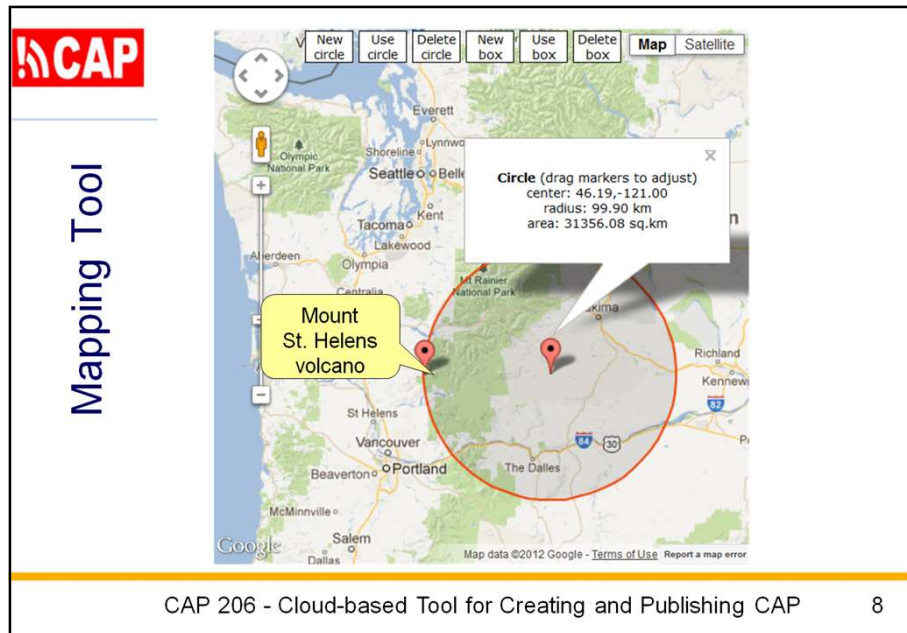 CAP
Mapping Tool
New circle
Use circle
Delete circle
New box
Use box
Delete box
Map
Satellite
V
Everett
Olympic
National Park
Shoreline
Lynnwo
Seattle
Belle
Kent
Tacoma
Lakewood
Aberdeen
Olympia
Centralia
Circle (drag markers to adjust)
center: 46.19,-121.00
radius: 99.90 km
area: 31356.08 sq.km
n
Mt Rainier
National Park
kima
Mount
St. Helens
volcano
Richland
Kennew
82
St Helens
Vancouver
84
30
P
The Dalles
Beaverton
Portland
McMinnville
Salem
Dallas
Google
Map data ©2012 Google - Terms of Use
Report a map error
CAP 206 - Cloud-based Tool for Creating and Publishing CAP
8